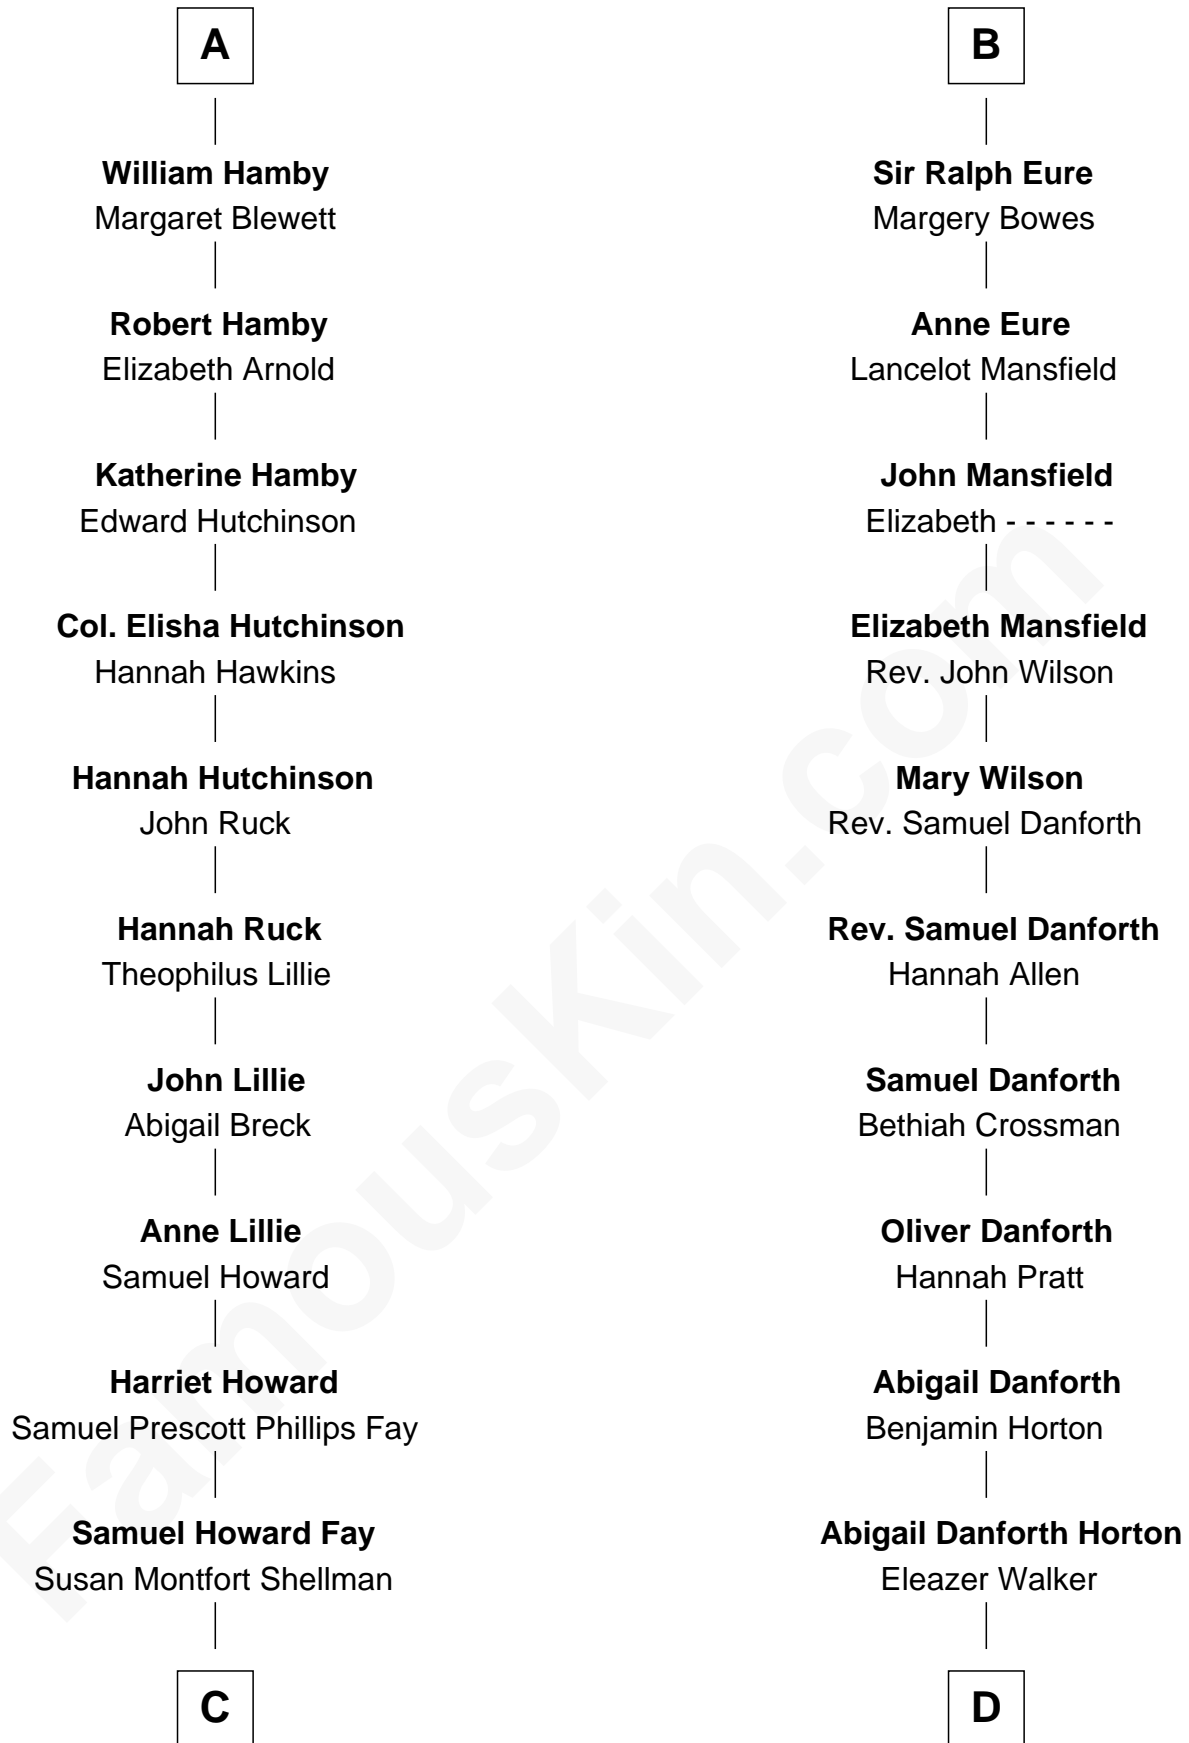 A
William Hamby
Margaret Blewett
Robert Hamby
Elizabeth Arnold
Katherine Hamby
Edward Hutchinson
Col. Elisha Hutchinson
Hannah Hawkins
Hannah Hutchinson
John Ruck
Hannah Ruck
Theophilus Lillie
John Lillie
Abigail Breck
Anne Lillie
Samuel Howard
Harriet Howard
Samuel Prescott Phillips Fay
Samuel Howard Fay
Susan Montfort Shellman
C
B
Sir Ralph Eure
Margery Bowes
Anne Eure
Lancelot Mansfield
John Mansfield
Elizabeth - - - - - -
Elizabeth Mansfield
Rev. John Wilson
Mary Wilson
Rev. Samuel Danforth
Rev. Samuel Danforth
Hannah Allen
Samuel Danforth
Bethiah Crossman
Oliver Danforth
Hannah Pratt
Abigail Danforth
Benjamin Horton
Abigail Danforth Horton
Eleazer Walker
D
FamousKin.com